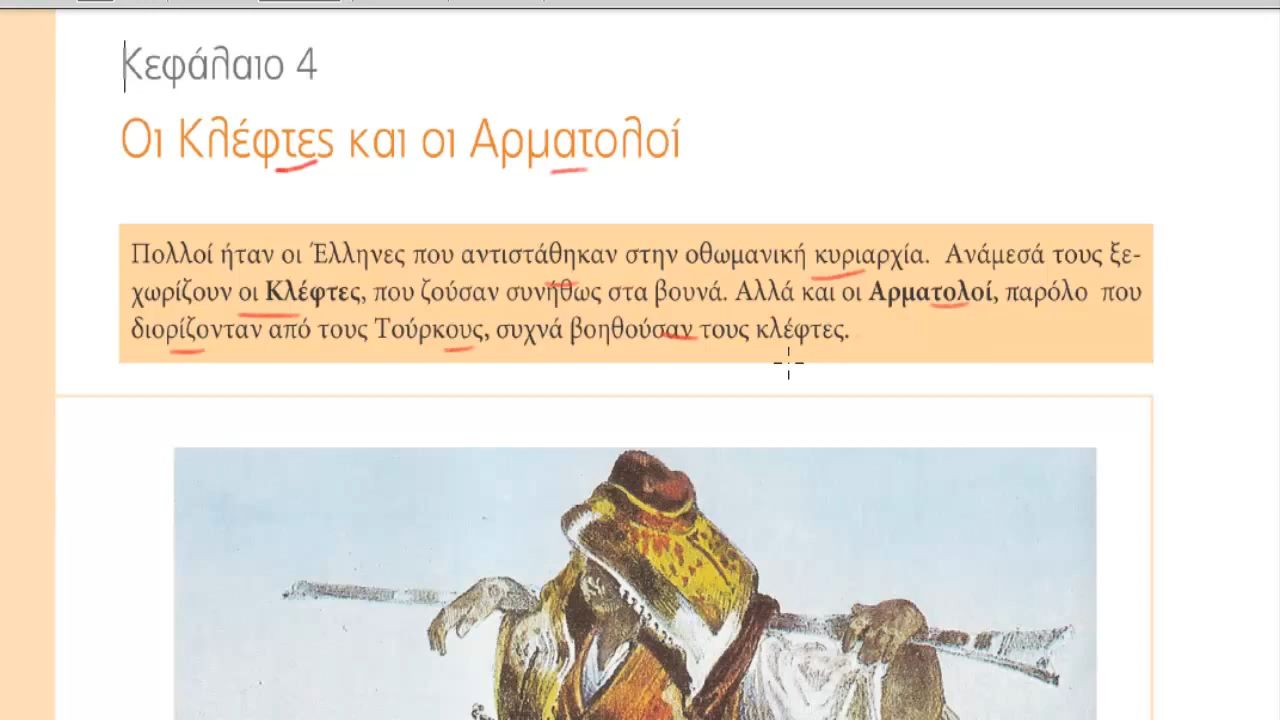 Κεφάλαιο 4
Οι Κλέφτες και οι Αρματολοί
Πολλοί ήταν οι Έλληνες που αντιστάθηκαν στην οθωμανική κυριαρχία. Ανάμεσά τους ξε-
χωρίζουν οι Κλέφτες, που ζούσαν συνήθως στα βουνά. Αλλά και οι Αρματολοί, παρόλο που
διορίζονταν από τους Τούρκους, συχνά βοηθούσαν τους κλέφτες.